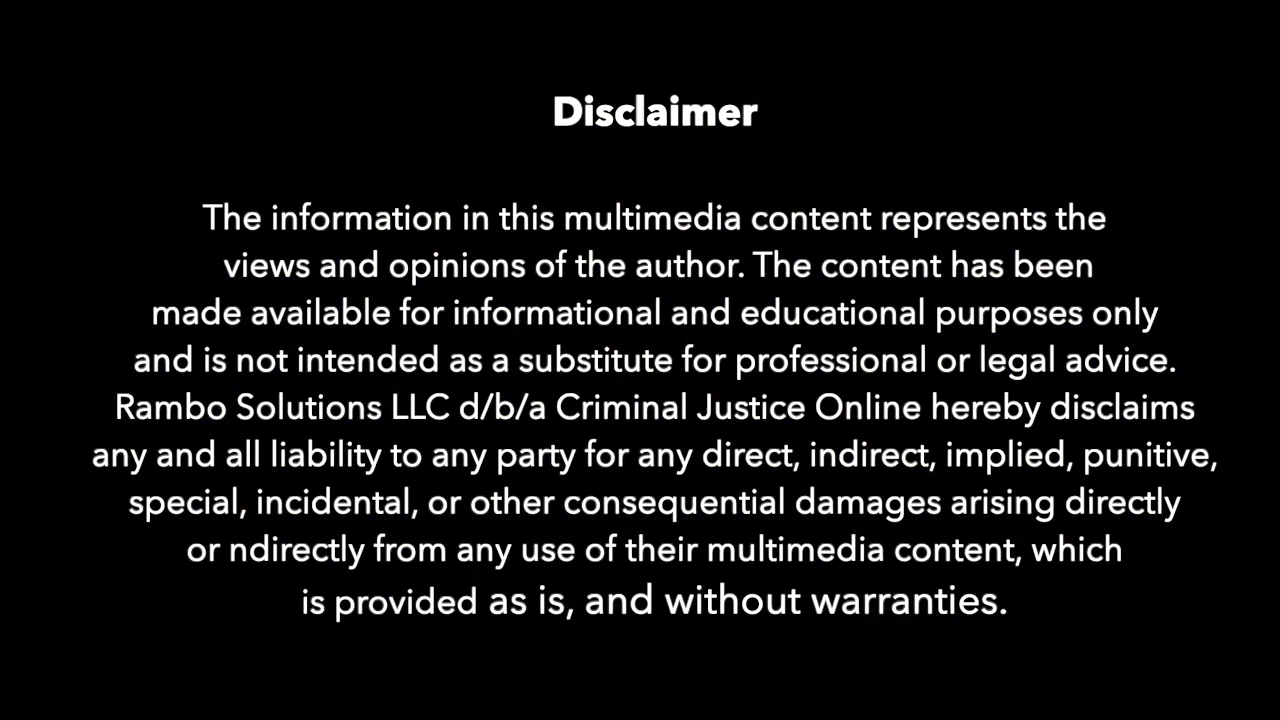 Disclaimer
The information in this multimedia content represents the
views and opinions of the author. The content has been
made available for informational and educational purposes only
and is not intended as a substitute for professional or legal advice.
Rambo Solutions LLC d/b/a Criminal Justice Online hereby disclaims
any and all liability to any party for any direct, indirect, implied, punitive,
special, incidental, or other consequential damages arising directly
or ndirectly from any use of their multimedia content, which
is provided as is, and without warranties.